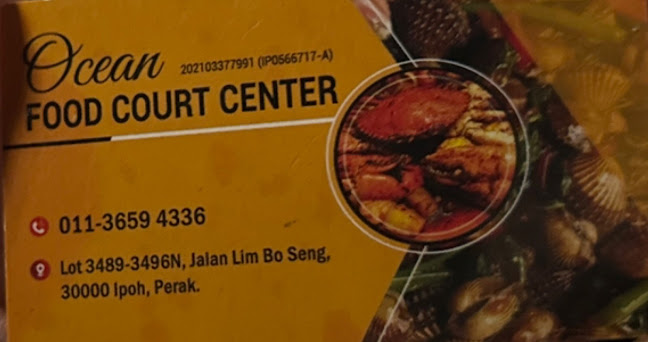 Ocean 202103377991 (IP0566717-A)
FOOD COURT CENTER
011-3659 4336
Lot 3489-3496N, Jalan Lim Bo Seng,
30000 Ipoh, Perak.